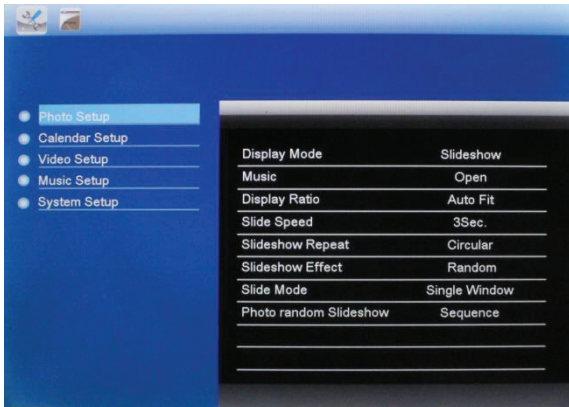 Photo Setup
Calendar Setup
Video Setup
Music Setup
System Setup
Display Mode Slideshow
Music Open
Display Ratio Auto Fit
Slide Speed 3Sec.
Slideshow Repeat Circular
Slideshow Effect Random
Slide Mode Single Window
Photo random Slideshow Sequence